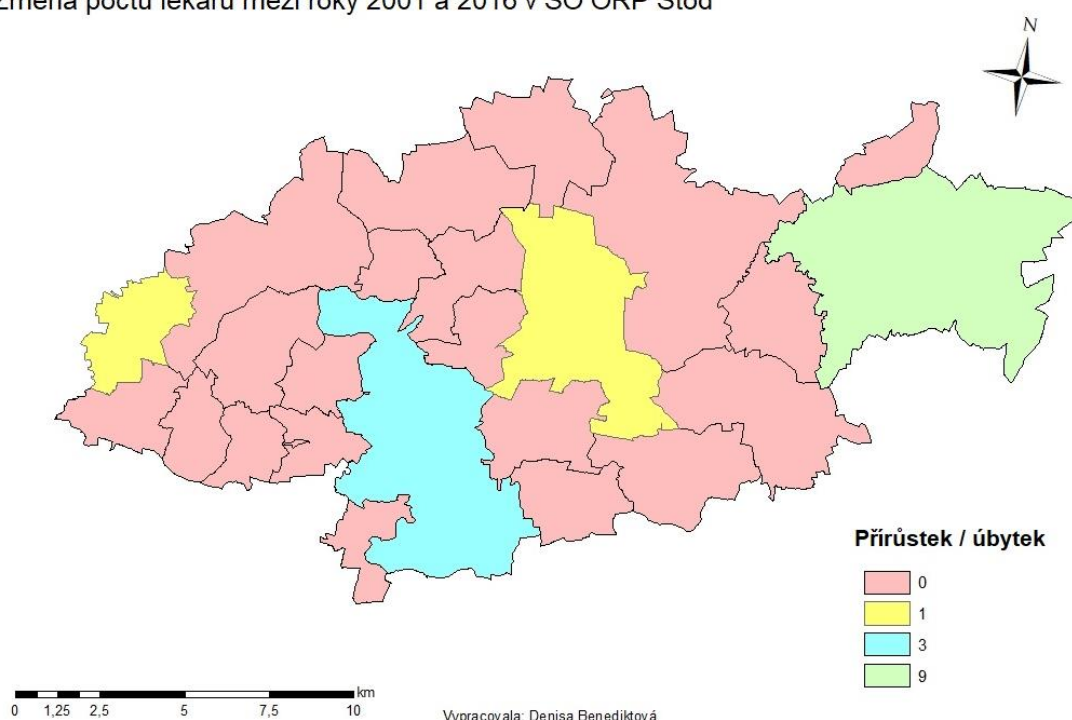 Změna počtu lékařů mezi roky 2001 a 2016 v SO ORP Stod
N
Přírůstek / úbytek
0
1
3
9
km
0 1,25 2,5 5 7,5 10
Vypracovala: Denisa Benediktová